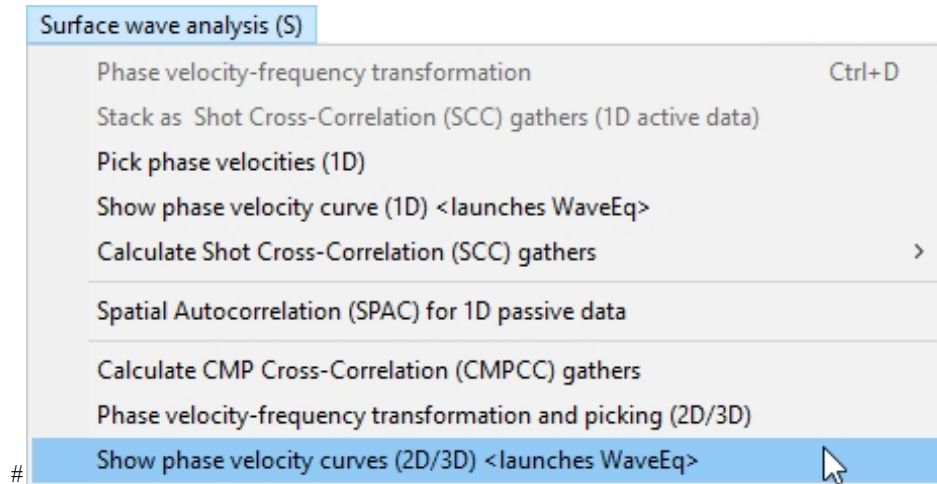 Surface wave analysis (S)
Phase velocity-frequency transformation Ctrl+D
Stack as Shot Cross-Correlation (SCC) gathers (1D active data)
Pick phase velocities (1D)
Show phase velocity curve (1D) <launches WaveEq>
Calculate Shot Cross-Correlation (SCC) gathers >
Spatial Autocorrelation (SPAC) for 1D passive data
Calculate CMP Cross-Correlation (CMPCC) gathers
Phase velocity-frequency transformation and picking (2D/3D)
# Show phase velocity curves (2D/3D) <launches WaveEq>